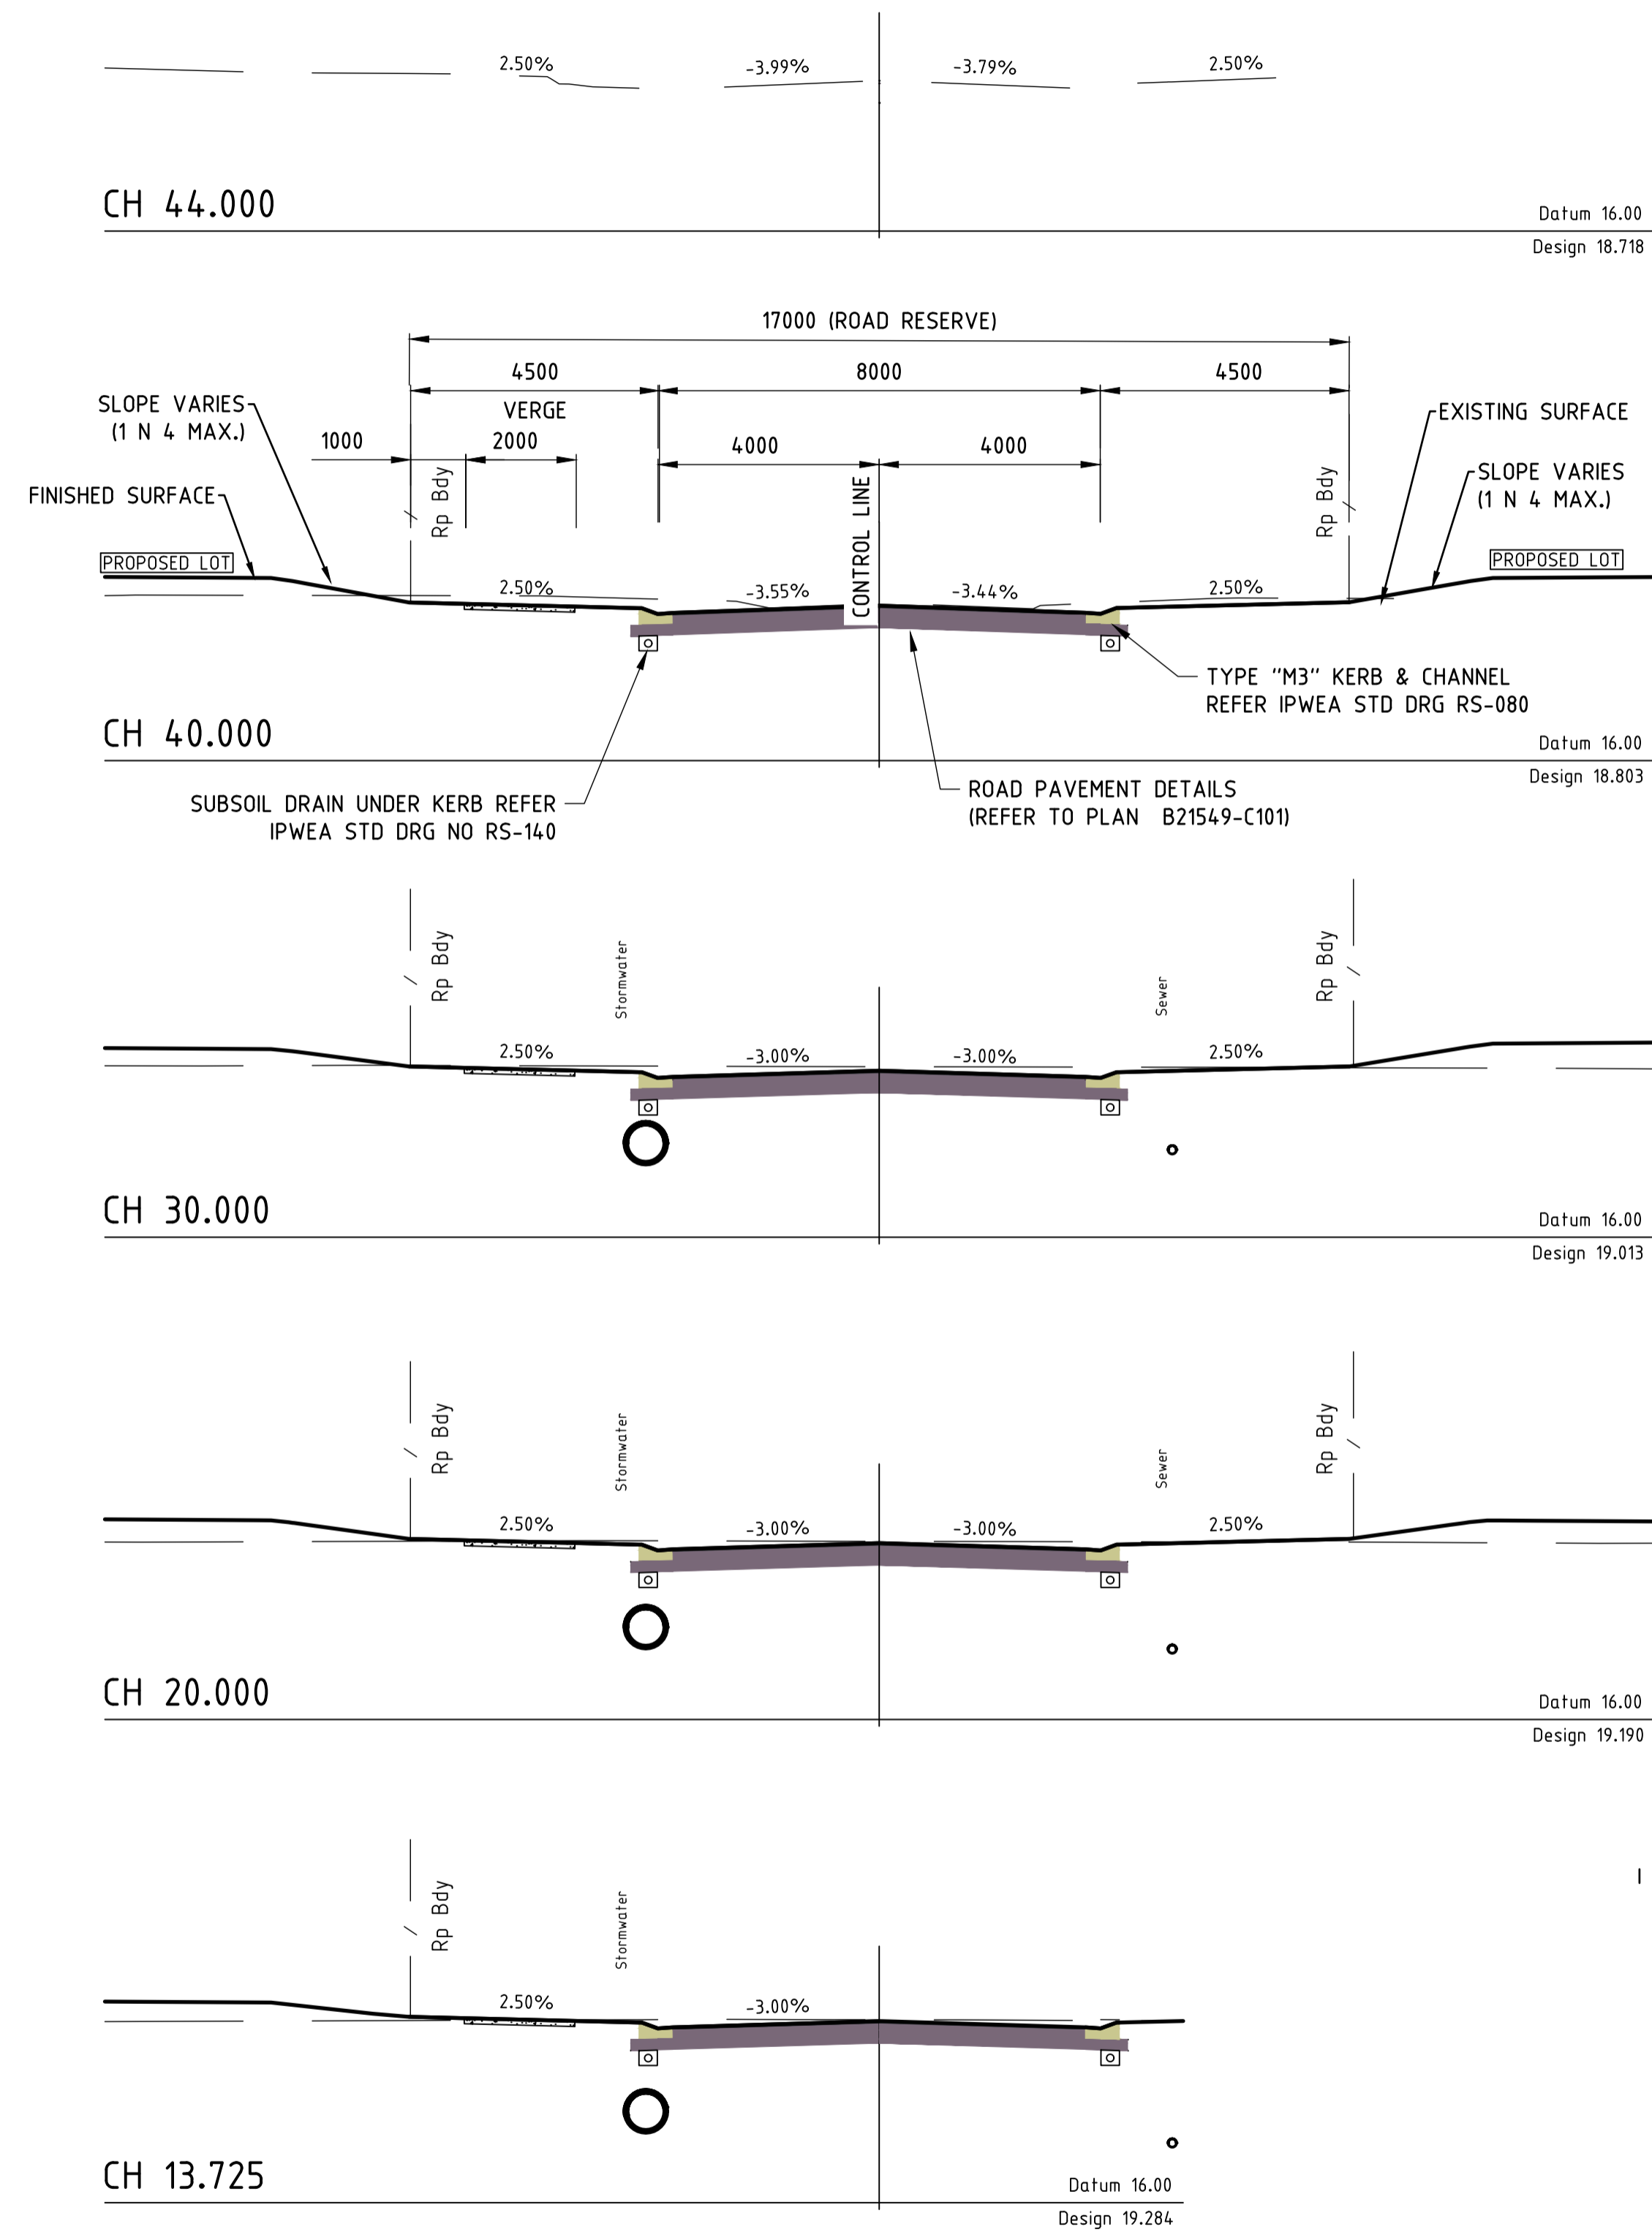 2.50%
-3.99%
-3.79%
2.50%
CH 44.000
Datum 16.00
Design 18.718
17000 (ROAD RESERVE)
4500
8000
4500
SLOPE VARIES
(1 N 4 MAX.)
VERGE
EXISTING SURFACE
1000
2000
4000
4000
SLOPE VARIES
(1 N 4 MAX.)
FINISHED SURFACE
Rp Bdy
CONTROL LINE
Rp Bdy
PROPOSED LOT
PROPOSED LOT
2.50%
-3.55%
-3.44%
2.50%
TYPE "M3" KERB & CHANNEL
REFER IPWEA STD DRG RS-080
CH 40.000
Datum 16.00
Design 18.803
SUBSOIL DRAIN UNDER KERB REFER
IPWEA STD DRG NO RS-140
ROAD PAVEMENT DETAILS
(REFER TO PLAN B21549-C101)
Rp Bdy
Stormwater
Sewer
Rp Bdy
2.50%
-3.00%
-3.00%
2.50%
CH 30.000
Datum 16.00
Design 19.013
Rp Bdy
Stormwater
Sewer
Rp Bdy
2.50%
-3.00%
-3.00%
2.50%
CH 20.000
Datum 16.00
Design 19.190
Rp Bdy
Stormwater
2.50%
-3.00%
CH 13.725
Datum 16.00
Design 19.284